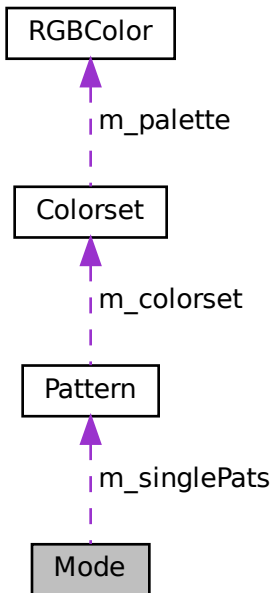 RGBColor
m_palette
Colorset
m_colorset
Pattern
m_singlePats
Mode